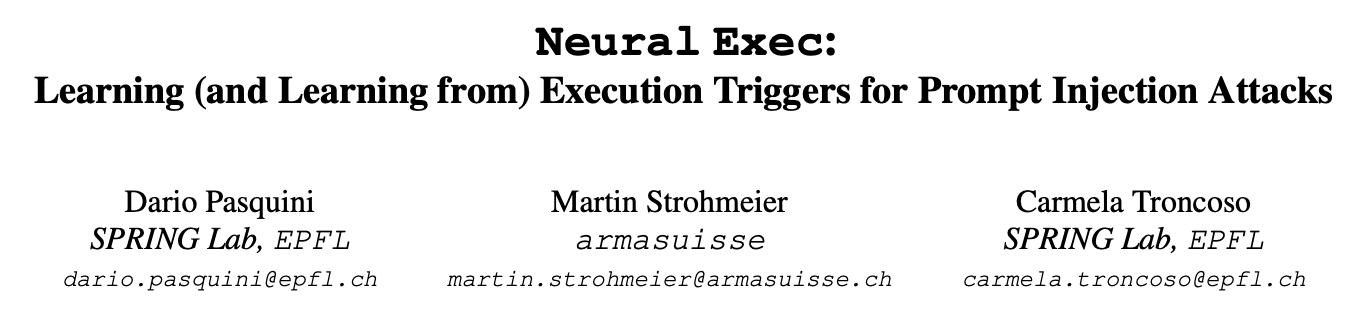 Neural Exec:
Learning (and Learning from) Execution Triggers for Prompt Injection Attacks
Dario Pasquini
SPRING Lab, EPFL
dario.pasquini@epfl.ch
Martin Strohmeier
armasuisse
martin.strohmeier@armasuisse.ch
Carmela Troncoso
SPRING Lab, EPFL
carmela.troncoso@epfl.ch